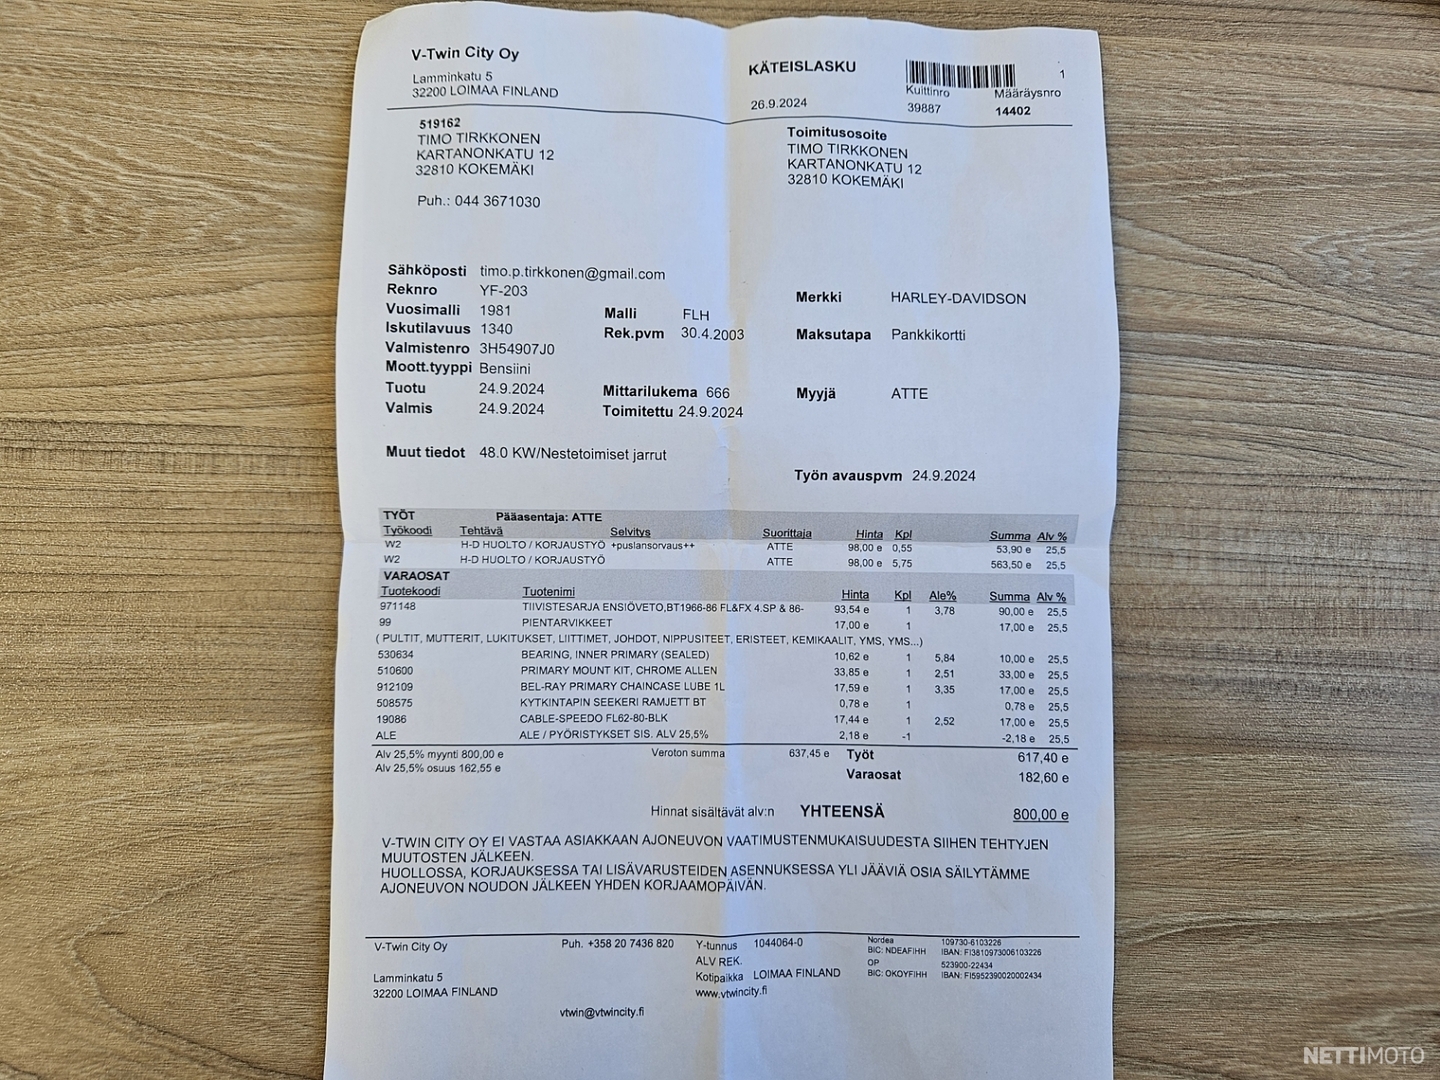 V-Twin City Oy
Lamminkatu 5
32200 LOIMAA FINLAND
KÄTEISLASKU
26.9.2024
1
Kuittinro Määräysnro
39887 14402
519162
TIMO TIRKKONEN
KARTANONKATU 12
32810 KOKEMÄKI
Puh.: 044 3671030
Toimitusosoite
TIMO TIRKKONEN
KARTANONKATU 12
32810 KOKEMÄKI
Sähköposti timo.p.tirkkonen@gmail.com
Reknro YF-203 Merkki HARLEY-DAVIDSON
Vuosimalli 1981 Malli FLH
Iskutilavuus 1340 Rek.pvm 30.4.2003 Maksutapa Pankkikortti
Valmistenro 3H54907J0
Moott.tyyppi Bensiini
Tuotu 24.9.2024 Mittarilukema 666 Myyjä ATTE
Valmis 24.9.2024 Toimitettu 24.9.2024
Muut tiedot 48.0 KW/Nestetoimiset jarrut
Työn avauspvm 24.9.2024
TYÖT Pääasentaja: ATTE
Työkoodi Tehtävä Selvitys Suorittaja Hinta Kpl Summa Alv %
W2 H-D HUOLTO / KORJAUSTYÖ +puslansorvaus++ ATTE 98,00 e 0,55 53,90 e 25,5
W2 H-D HUOLTO / KORJAUSTYÖ ATTE 98,00 e 5,75 563,50 e 25,5
VARAOSAT
Tuotekoodi Tuotenimi Hinta Kpl Ale% Summa Alv %
971148 TIIVISTESARJA ENSIÖVETO,BT1966-86 FL&FX 4.SP & 86- 93,54 e 1 3,78 90,00 e 25,5
99 PIENTARVIKKEET 17,00 e 1 17,00 e 25,5
( PULTIT, MUTTERIT, LUKITUKSET, LIITTIMET, JOHDOT, NIPPUSITEET, ERISTEET, KEMIKAALIT, YMS, YMS...)
530634 BEARING, INNER PRIMARY (SEALED) 10,62 e 1 5,84 10,00 e 25,5
510600 PRIMARY MOUNT KIT, CHROME ALLEN 33,85 e 1 2,51 33,00 e 25,5
912109 BEL-RAY PRIMARY CHAINCASE LUBE 1L 17,59 e 1 3,35 17,00 e 25,5
508575 KYTKINTAPIN SEEKERI RAMJETT BT 0,78 e 1 0,78 e 25,5
19086 CABLE-SPEEDO FL62-80-BLK 17,44 e 1 2,52 17,00 e 25,5
ALE ALE / PYÖRISTYKSET SIS. ALV 25,5% 2,18 e -1 -2,18 e 25,5
Alv 25,5% myynti 800,00 e Veroton summa 637,45 e Työt 617,40 e
Alv 25,5% osuus 162,55 e Varaosat 182,60 e
Hinnat sisältävät alv:n YHTEENSÄ 800,00 e
V-TWIN CITY OY EI VASTAA ASIAKKAAN AJONEUVON VAATIMUSTENMUKAISUUDESTA SIIHEN TEHTYJEN
MUUTOSTEN JÄLKEEN.
HUOLLOSSA, KORJAUKSESSA TAI LISÄVARUSTEIDEN ASENNUKSESSA YLI JÄÄVIÄ OSIA SÄILYTÄMME
AJONEUVON NOUDON JÄLKEEN YHDEN KORJAAMOPÄIVÄN.
V-Twin City Oy Puh. +358 20 7436 820 Y-tunnus 1044064-0 Nordea 109730-6103226
BIC: NDEAFIHH IBAN: FI3810973006103226
ALV REK. OP 523900-22434
Lamminkatu 5 Kotipaikka LOIMAA FINLAND BIC: OKOYFIHH IBAN: FI5952390020002434
32200 LOIMAA FINLAND www.vtwincity.fi
vtwin@vtwincity.fi
NETTIMOTO